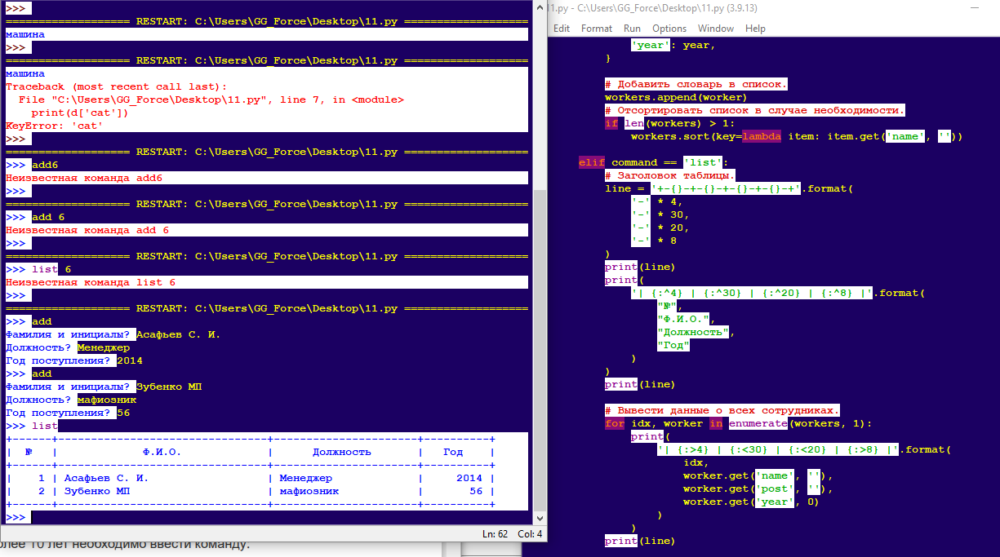 >>>
=================== RESTART: C:\Users\GG_Force\Desktop\11.py ===================
машина
>>>
=================== RESTART: C:\Users\GG_Force\Desktop\11.py ===================
машина
Traceback (most recent call last):
  File "C:\Users\GG_Force\Desktop\11.py", line 7, in <module>
    print(d['cat'])
KeyError: 'cat'
>>>
=================== RESTART: C:\Users\GG_Force\Desktop\11.py ===================
>>> add6
Неизвестная команда add6
>>>
=================== RESTART: C:\Users\GG_Force\Desktop\11.py ===================
>>> add 6
Неизвестная команда add 6
>>>
=================== RESTART: C:\Users\GG_Force\Desktop\11.py ===================
>>> list 6
Неизвестная команда list 6
>>>
=================== RESTART: C:\Users\GG_Force\Desktop\11.py ===================
>>> add
Фамилия и инициалы? Асафьев С. И.
Должность? Менеджер
Год поступления? 2014
>>> add
Фамилия и инициалы? Зубенко МП
Должность? мафиозник
Год поступления? 56
>>> list
+------+--------------------------------+----------------------+----------+
|  №   |             Ф.И.О.             |      Должность       |   Год    |
+------+--------------------------------+----------------------+----------+
|    1 | Асафьев С. И.                  | Менеджер             |     2014 |
|    2 | Зубенко МП                     | мафиозник            |       56 |
+------+--------------------------------+----------------------+----------+
>>>
Ln: 62 Col: 4
более 10 лет необходимо ввести команду:
11.py - C:\Users\GG_Force\Desktop\11.py (3.9.13)
Edit Format Run Options Window Help
            'year': year,
        }

        # Добавить словарь в список.
        workers.append(worker)
        # Отсортировать список в случае необходимости.
        if len(workers) > 1:
            workers.sort(key=lambda item: item.get('name', ''))

    elif command == 'list':
        # Заголовок таблицы.
        line = '+-{}-+-{}-+-{}-+-{}-+'.format(
            '-' * 4,
            '-' * 30,
            '-' * 20,
            '-' * 8
        )
        print(line)
        print(
            '| {:^4} | {:^30} | {:^20} | {:^8} |'.format(
                "№",
                "Ф.И.О.",
                "Должность",
                "Год"
            )
        )
        print(line)

        # Вывести данные о всех сотрудниках.
        for idx, worker in enumerate(workers, 1):
            print(
                '| {:>4} | {:<30} | {:<20} | {:>8} |'.format(
                    idx,
                    worker.get('name', ''),
                    worker.get('post', ''),
                    worker.get('year', 0)
                )
            )
        print(line)